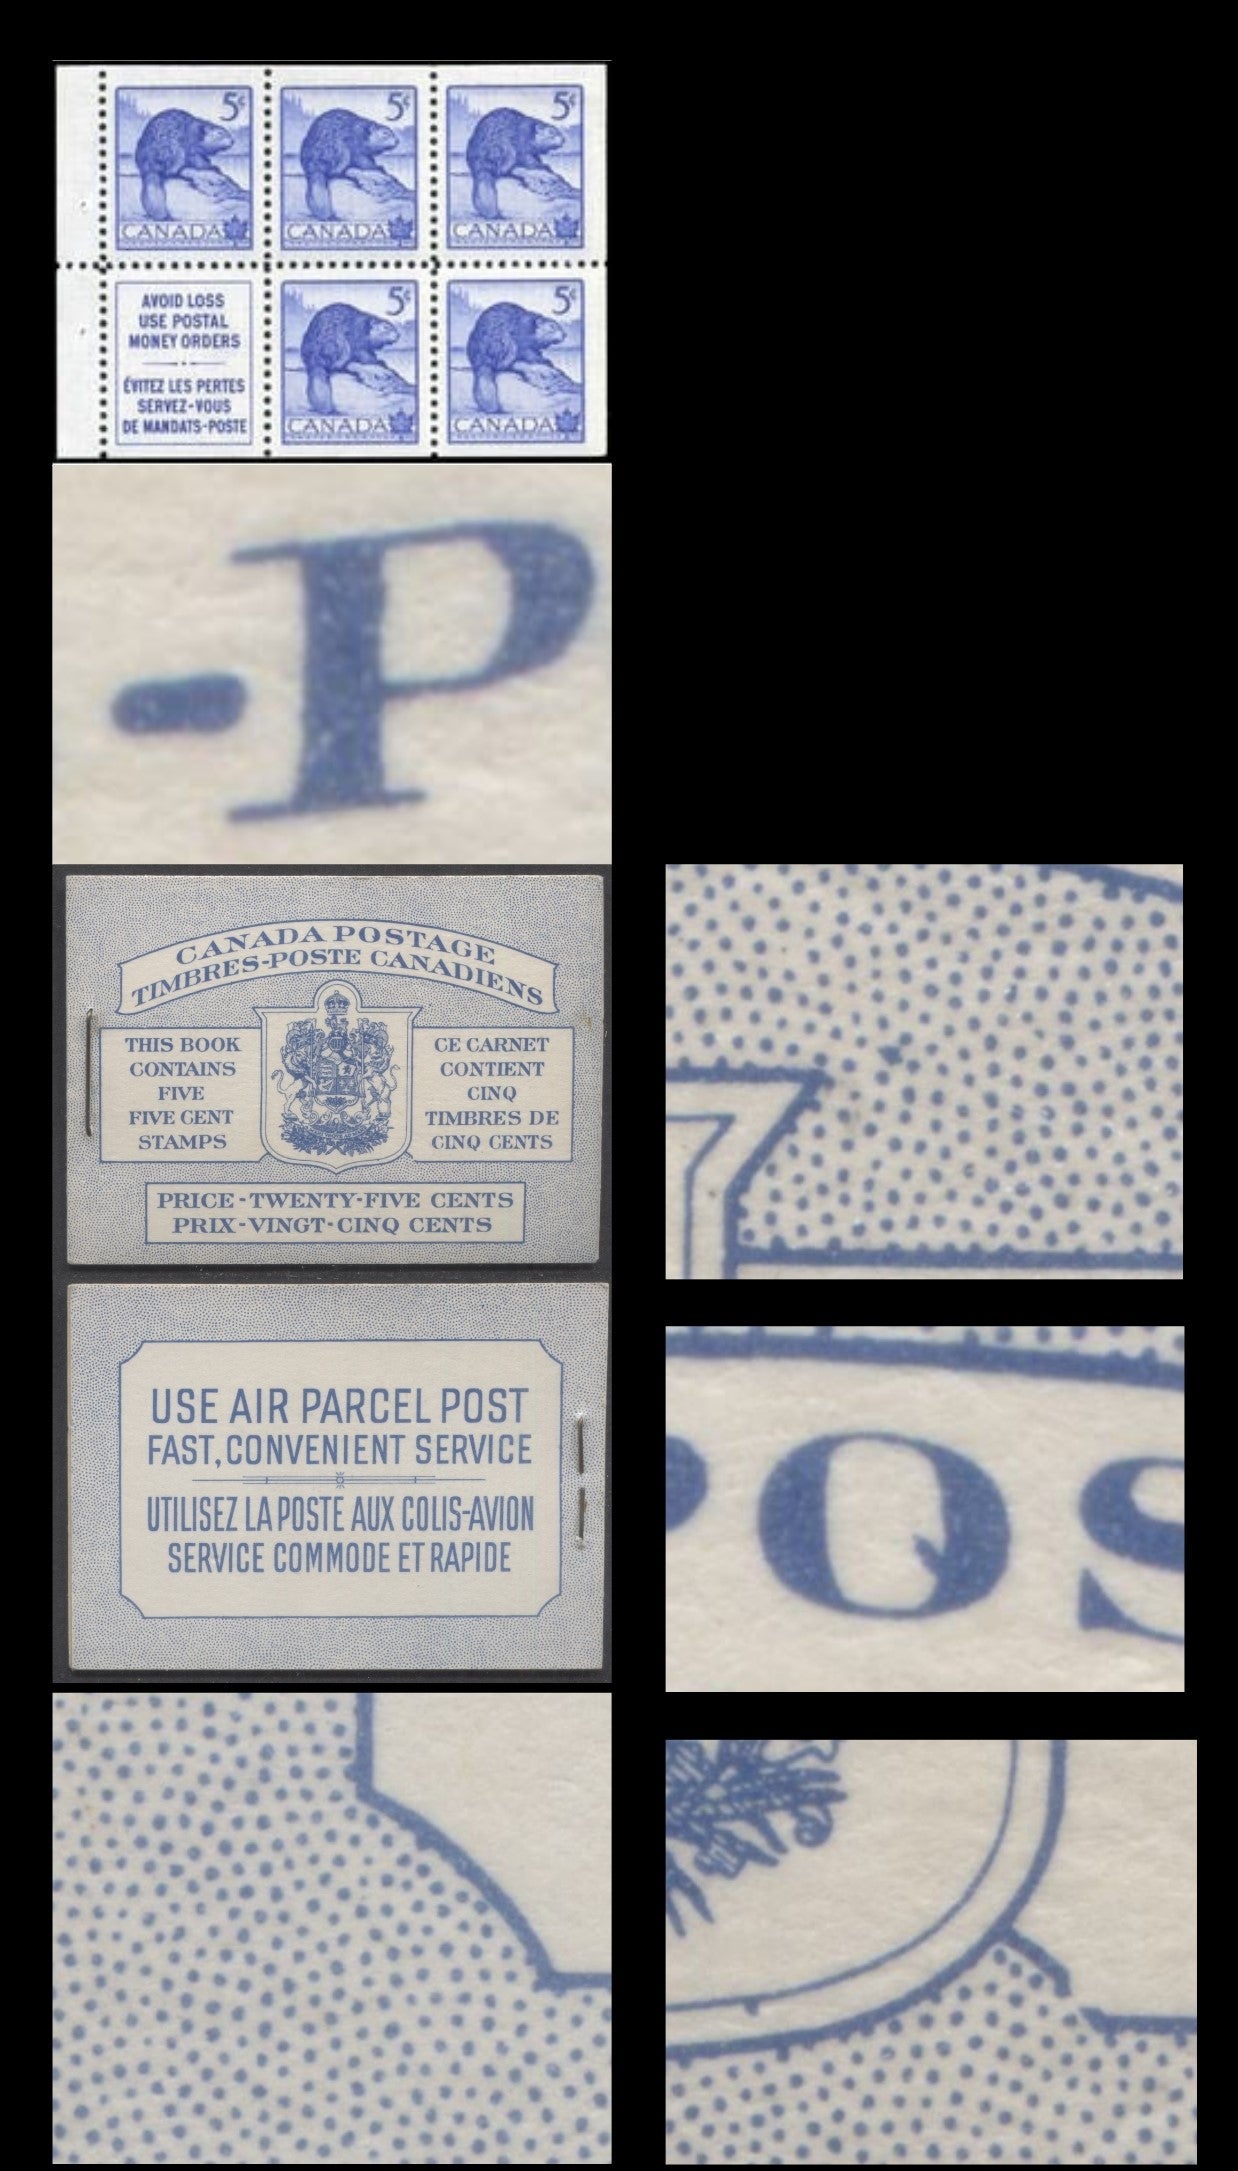 5¢
CANADA
5¢
CANADA
5¢
CANADA
AVOID LOSS
USE POSTAL
MONEY ORDERS
ÉVITEZ LES PERTES
SERVEZ-VOUS
DE MANDATS-POSTE
5¢
CANADA
5¢
CANADA
-P
CANADA POSTAGE
TIMBRES-POSTE CANADIENS
THIS BOOK
CONTAINS
FIVE
FIVE CENT
STAMPS
CE CARNET
CONTIENT
CINQ
TIMBRES DE
CINQ CENTS
PRICE - TWENTY-FIVE CENTS
PRIX - VINGT - CINQ CENTS
OS
USE AIR PARCEL POST
FAST, CONVENIENT SERVICE
UTILISEZ LA POSTE AUX COLIS-AVION
SERVICE COMMODE ET RAPIDE